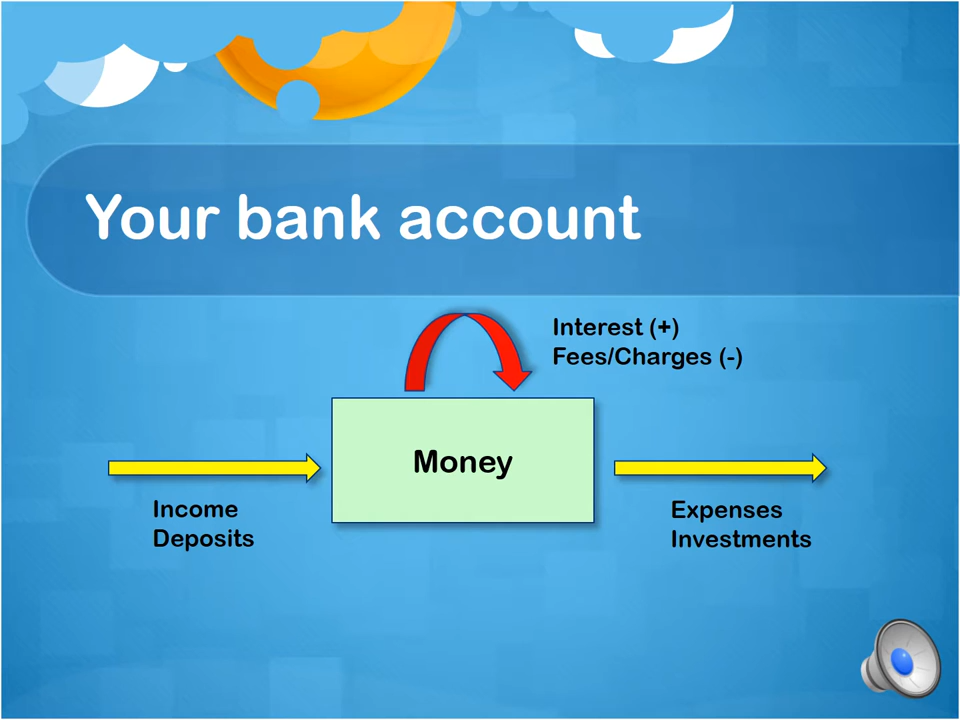 Your bank account
Interest (+)
Fees/Charges (-)
Money
Income
Deposits
Expenses
Investments